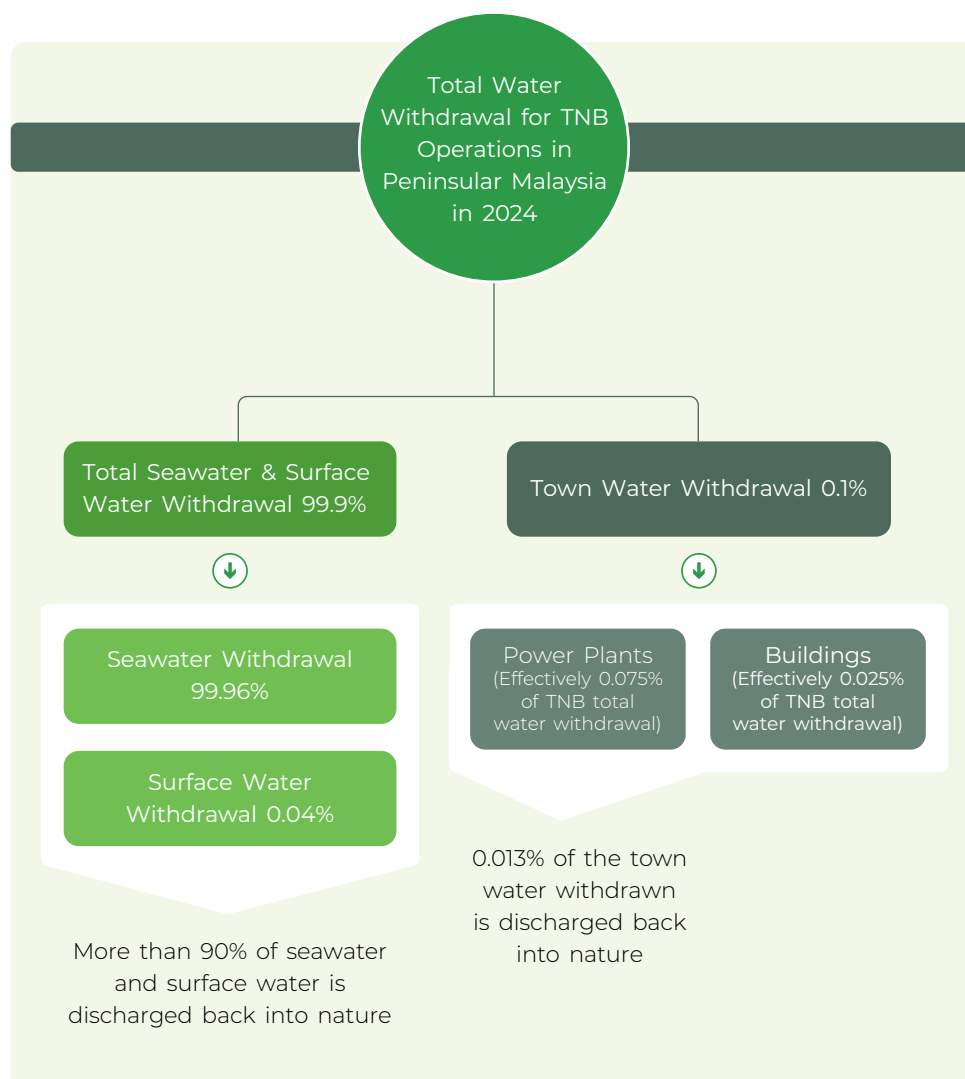 Total Water
Withdrawal for TNB
Operations in
Peninsular Malaysia
in 2024
Total Seawater & Surface
Water Withdrawal 99.9%
Town Water Withdrawal 0.1%
Seawater Withdrawal
99.96%
Surface Water
Withdrawal 0.04%
Power Plants
(Effectively 0.075%
of TNB total
water withdrawal)
Buildings
(Effectively 0.025%
of TNB total
water withdrawal)
More than 90% of seawater
and surface water is
discharged back into nature
0.013% of the town
water withdrawn
is discharged back
into nature